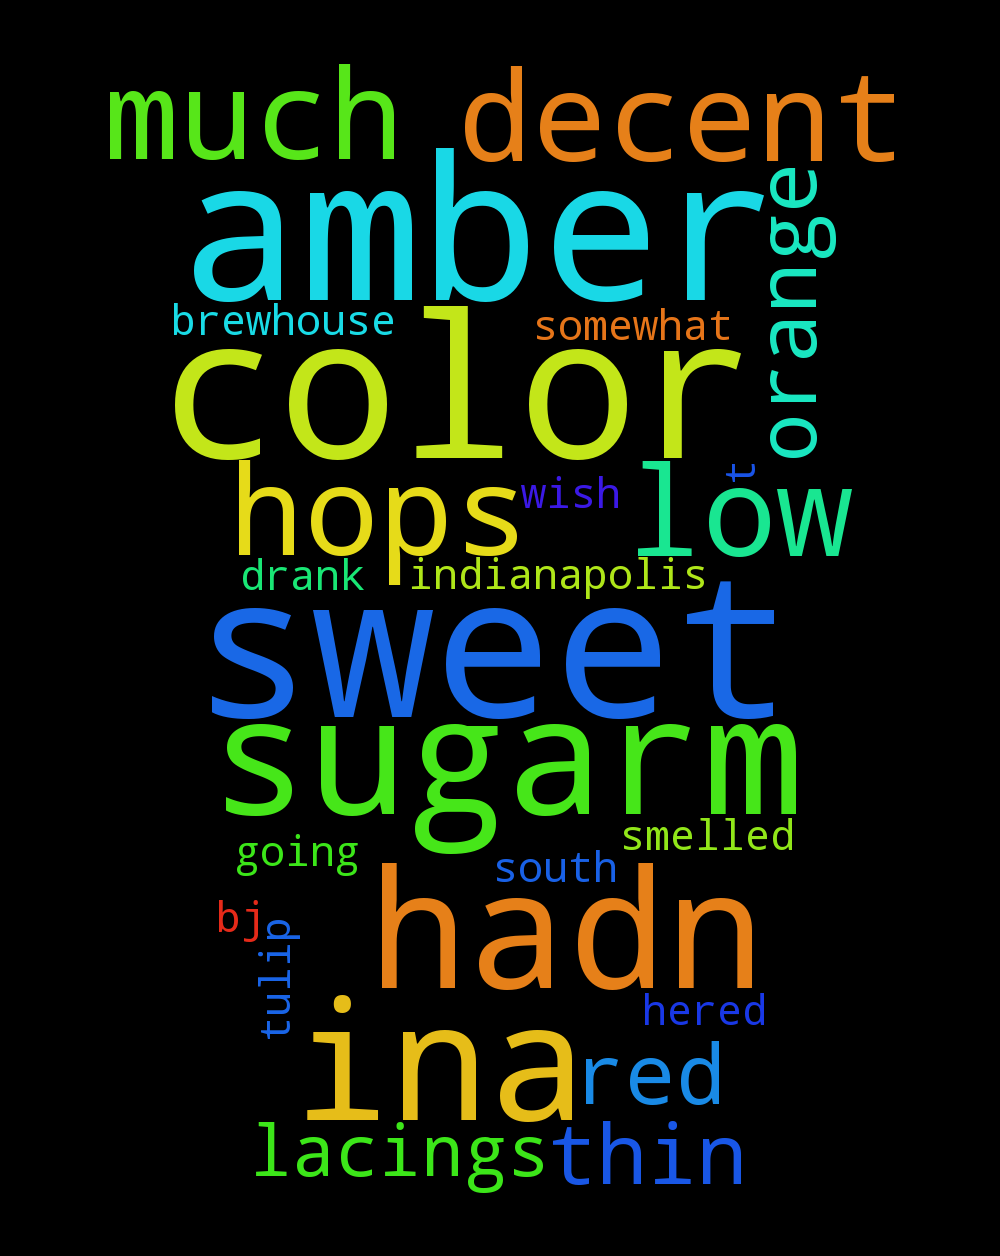 much decent
amber
orange
brewhouse somewhat
color
hops wish low t
drank indianapolis
sweet
sugarm
going smelled
south
hadn
bj
tulip
hered
ina
red
lacings thin